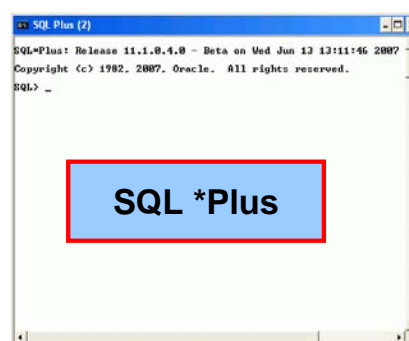 SQL Plus (2)
SQL*Plus: Release 11.1.0.4.0 - Beta on Wed Jun 13 13:11:46 2007
Copyright (c) 1982, 2007, Oracle.  All rights reserved.
SQL> _
SQL *Plus